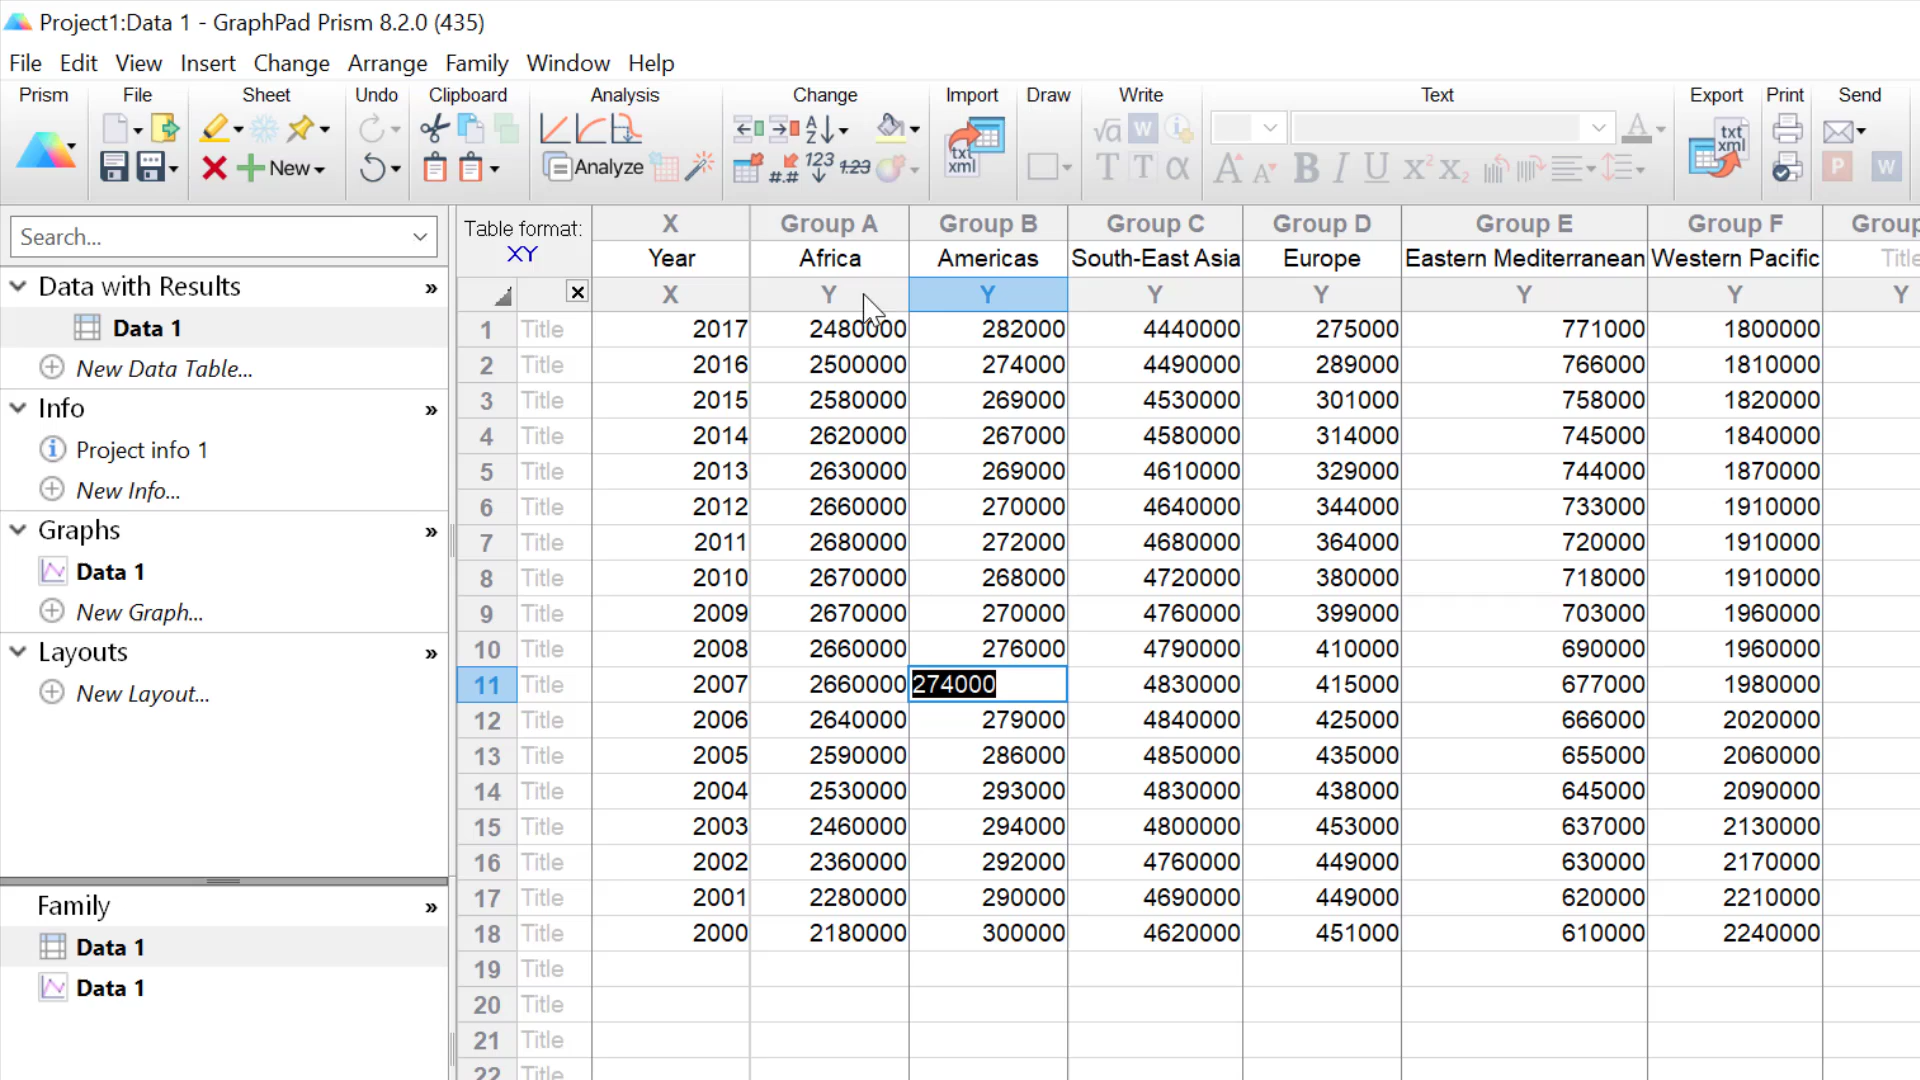 Project1:Data 1 - GraphPad Prism 8.2.0 (435)
File Edit View Insert Change Arrange Family Window Help
Prism File Sheet Undo Clipboard Analysis Change Import Draw Write Text Export Print Send
New
Analyze
Search...
Data with Results
Data 1
New Data Table...
Info
Project info 1
New Info...
Graphs
Data 1
New Graph...
Layouts
New Layout...
Family
Data 1
Data 1
Table format:
XY
X Group A Group B Group C Group D Group E Group F Group
Year Africa Americas South-East Asia Europe Eastern Mediterranean Western Pacific Title
X Y Y Y Y Y Y Y
1 Title 2017 2480000 282000 4440000 275000 771000 1800000
2 Title 2016 2500000 274000 4490000 289000 766000 1810000
3 Title 2015 2580000 269000 4530000 301000 758000 1820000
4 Title 2014 2620000 267000 4580000 314000 745000 1840000
5 Title 2013 2630000 269000 4610000 329000 744000 1870000
6 Title 2012 2660000 270000 4640000 344000 733000 1910000
7 Title 2011 2680000 272000 4680000 364000 720000 1910000
8 Title 2010 2670000 268000 4720000 380000 718000 1910000
9 Title 2009 2670000 270000 4760000 399000 703000 1960000
10 Title 2008 2660000 276000 4790000 410000 690000 1960000
11 Title 2007 2660000 274000 4830000 415000 677000 1980000
12 Title 2006 2640000 279000 4840000 425000 666000 2020000
13 Title 2005 2590000 286000 4850000 435000 655000 2060000
14 Title 2004 2530000 293000 4830000 438000 645000 2090000
15 Title 2003 2460000 294000 4800000 453000 637000 2130000
16 Title 2002 2360000 292000 4760000 449000 630000 2170000
17 Title 2001 2280000 290000 4690000 449000 620000 2210000
18 Title 2000 2180000 300000 4620000 451000 610000 2240000
19 Title
20 Title
21 Title
22 Title